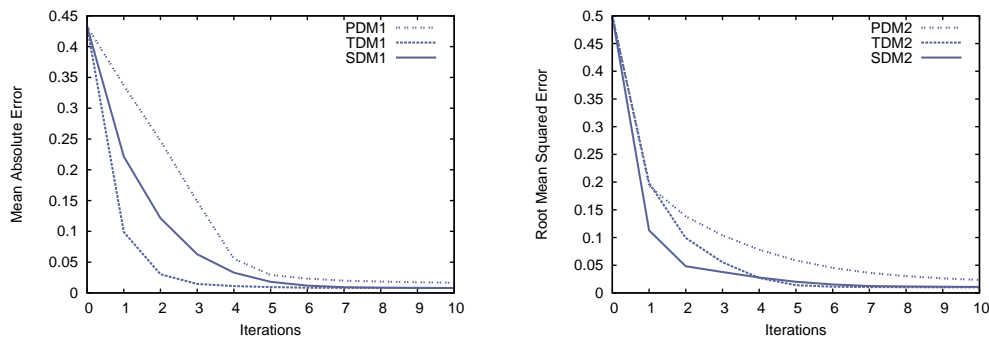 0.45
0.4
0.35
0.3
0.25
0.2
0.15
0.1
0.05
0
Mean Absolute Error
0 1 2 3 4 5 6 7 8 9 10
Iterations
PDM1
TDM1
SDM1
0.5
0.45
0.4
0.35
0.3
0.25
0.2
0.15
0.1
0.05
0
Root Mean Squared Error
0 1 2 3 4 5 6 7 8 9 10
Iterations
PDM2
TDM2
SDM2